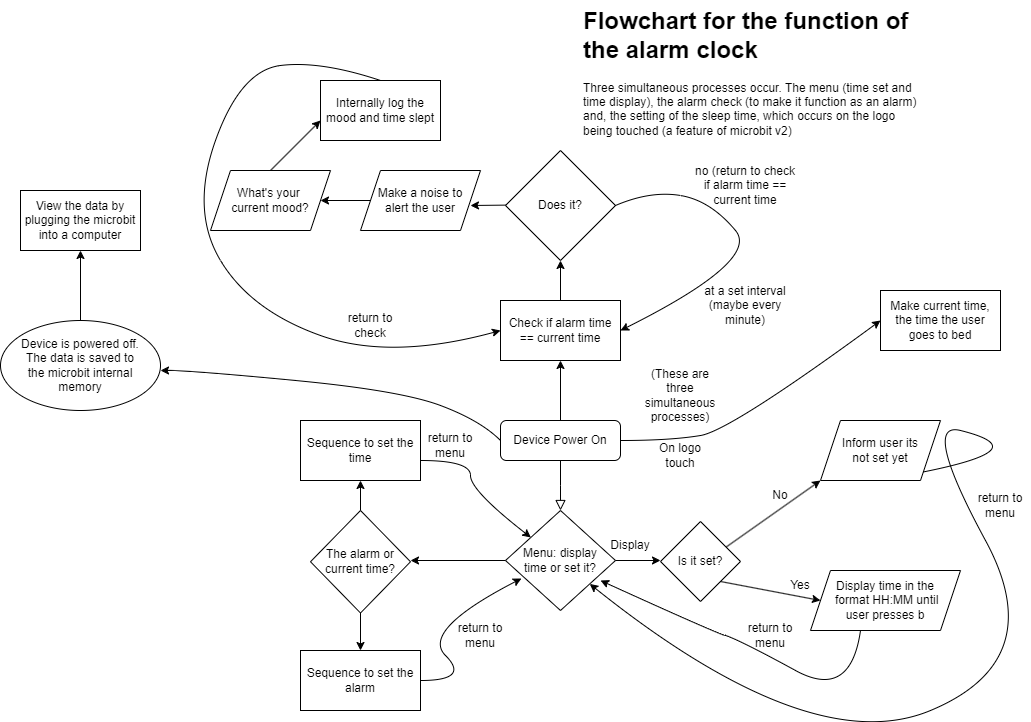 Flowchart for the function of
the alarm clock
Three simultaneous processes occur. The menu (time set and
time display), the alarm check (to make it function as an alarm)
and, the setting of the sleep time, which occurs on the logo
being touched (a feature of microbit v2)
Internally log the
mood and time slept
What's your
current mood?
Make a noise to
alert the user
Does it?
no (return to check
if alarm time ==
current time
View the data by
plugging the microbit
into a computer
at a set interval
(maybe every
minute)
return to
check
Check if alarm time
== current time
Make current time,
the time the user
goes to bed
Device is powered off.
The data is saved to
the microbit internal
memory
(These are
three
simultaneous
processes)
Device Power On
On logo
touch
Sequence to set the
time
return to
menu
Inform user its
not set yet
No
return to
menu
The alarm or
current time?
Menu: display
time or set it?
Display
Is it set?
Yes
Display time in the
format HH:MM until
user presses b
return to
menu
return to
menu
Sequence to set the
alarm